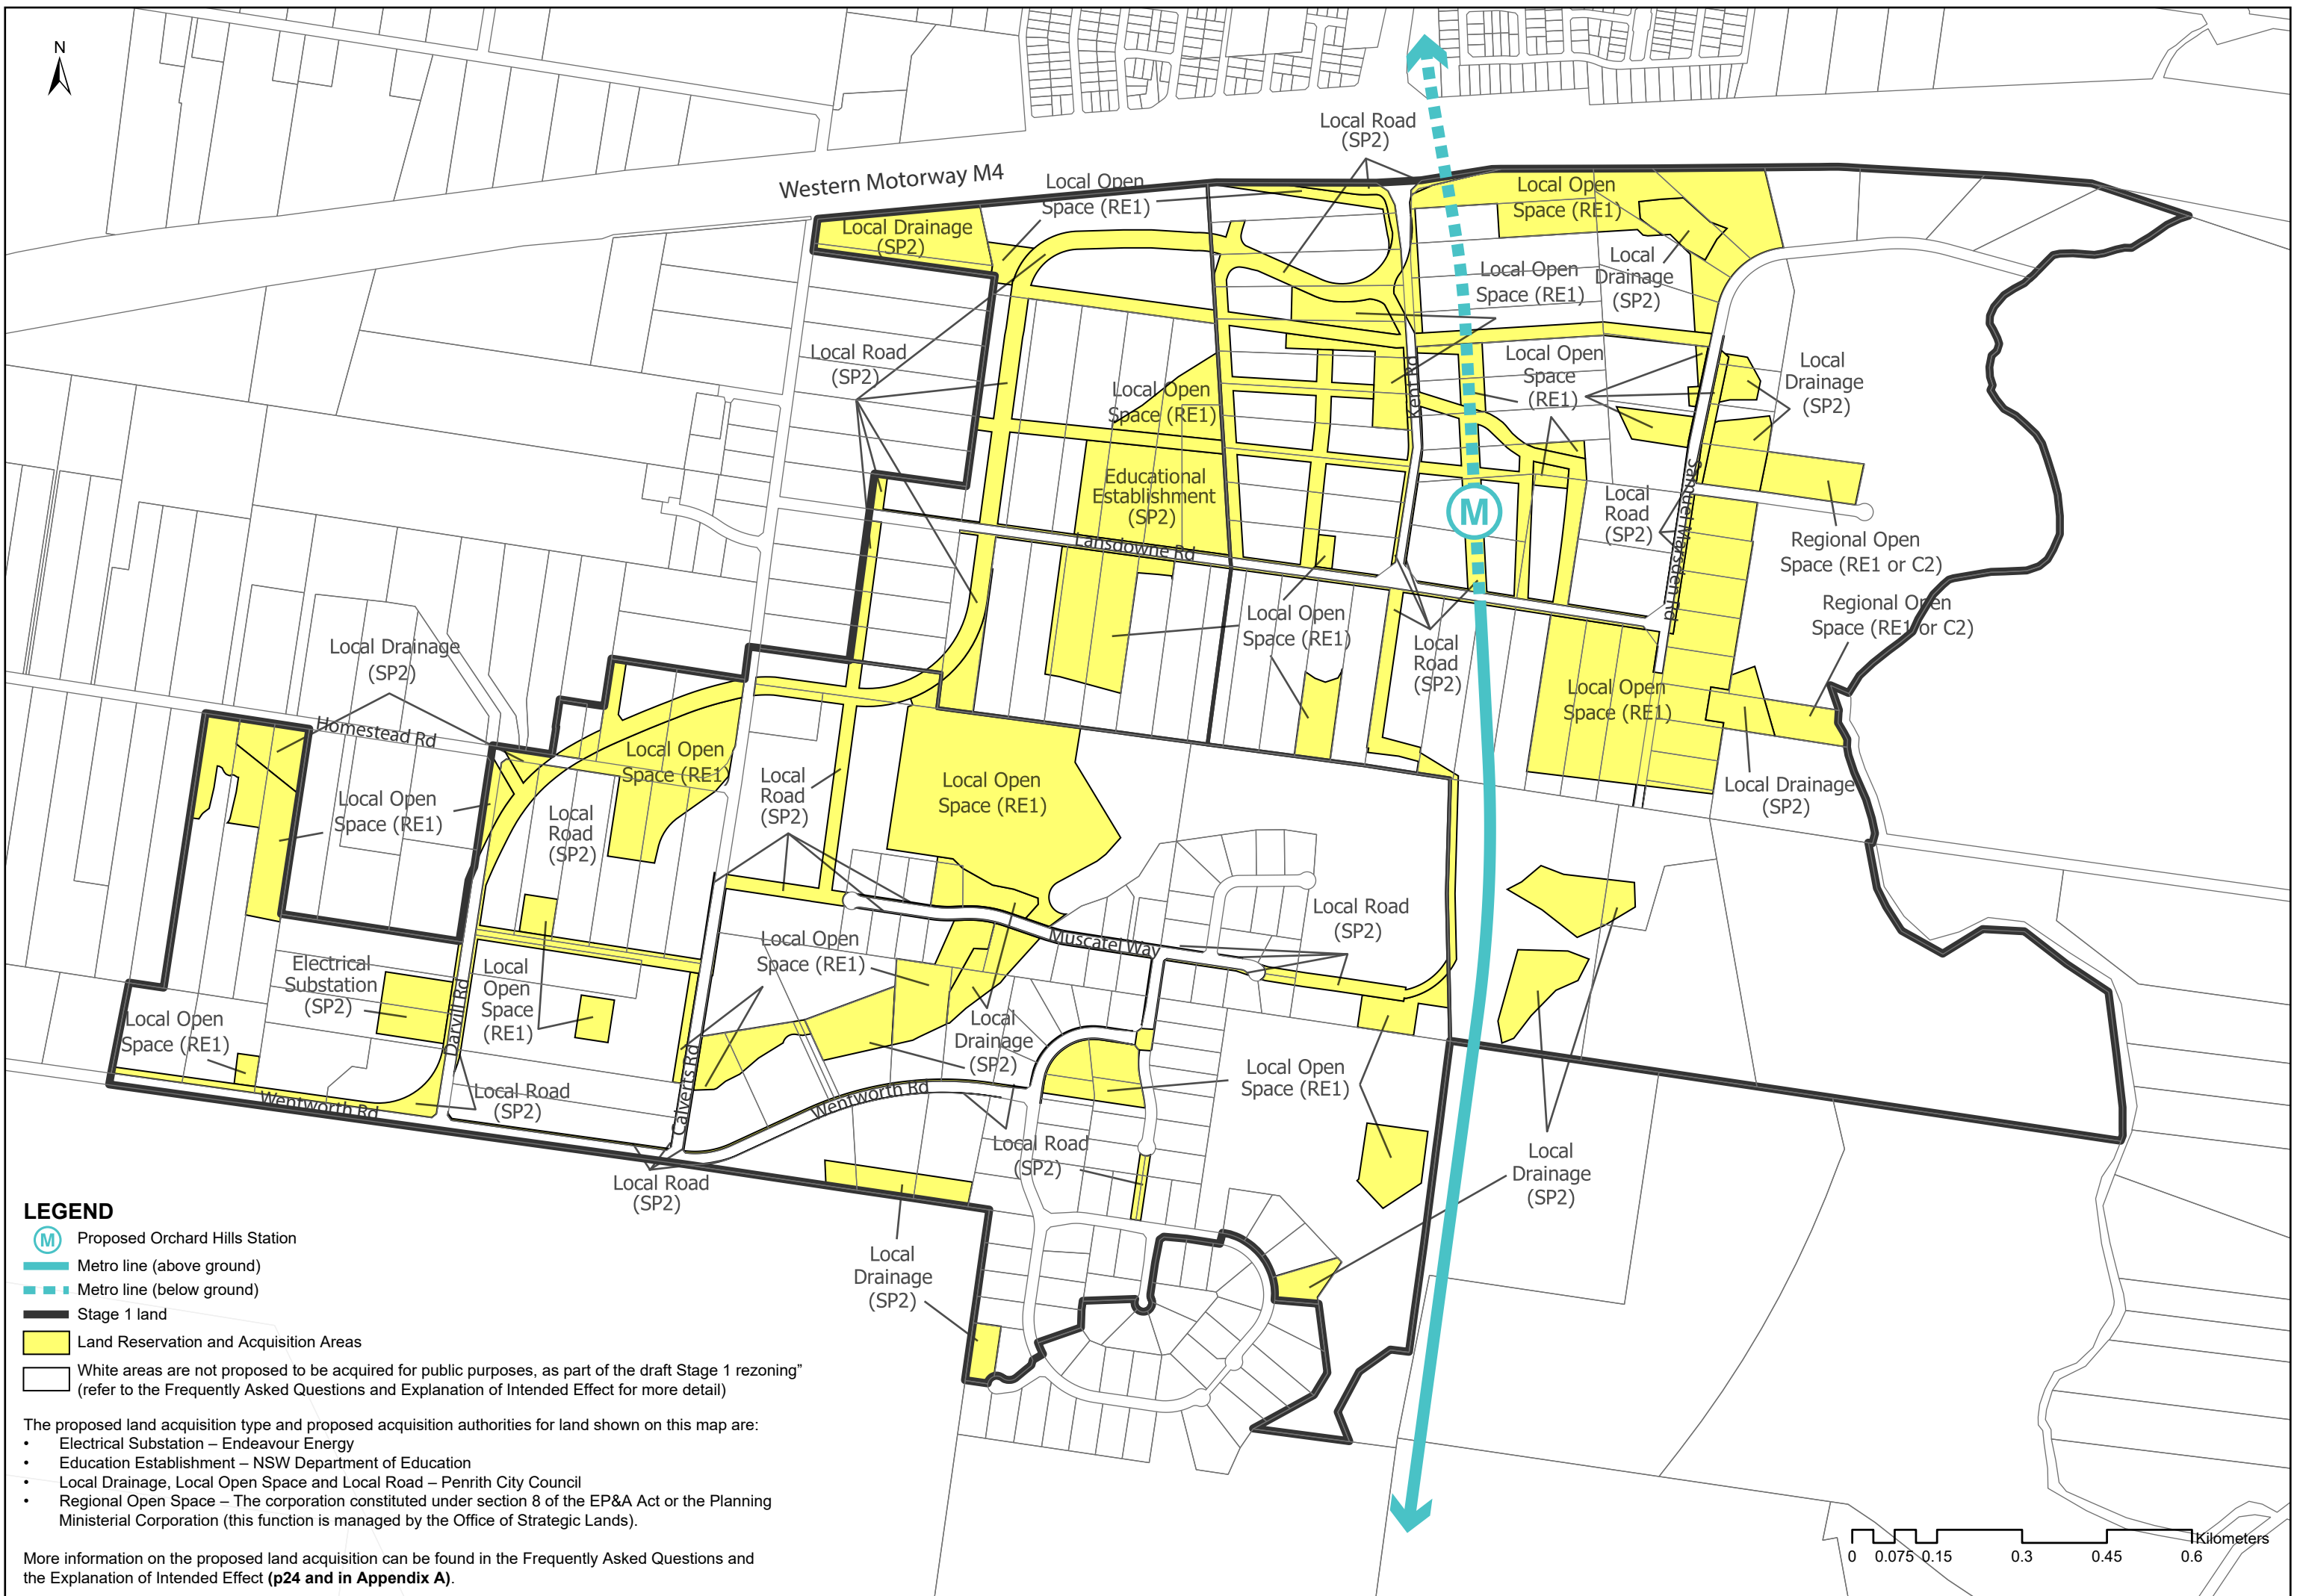 N
Local Road
(SP2)
Western Motorway M4
Local Open
Space (RE1)
Local Open
Space (RE1)
Local Drainage
(SP2)
Local
Drainage
(SP2)
Local Open
Space (RE1)
Local Road
(SP2)
Local Open
Space
(RE1)
Local
Drainage
(SP2)
Kent Rd
Local Open
Space (RE1)
Educational
Establishment
(SP2)
Local
Road
(SP2)
Samuel Marsden Rd
M
Lansdowne Rd
Regional Open
Space (RE1 or C2)
Regional Open
Space (RE1 or C2)
Local Open
Space (RE1)
Local
Road
(SP2)
Local Drainage
(SP2)
Local Open
Space (RE1)
Homestead Rd
Local Open
Space (RE1)
Local
Road
(SP2)
Local Open
Space (RE1)
Local Drainage
(SP2)
Local Open
Space (RE1)
Local
Road
(SP2)
Local Road
(SP2)
Muscatel Way
Local Open
Space (RE1)
Electrical
Substation
(SP2)
Local
Open
Space
(RE1)
Darvill Rd
Local Open
Space (RE1)
Local
Drainage
(SP2)
Local Open
Space (RE1)
Calverts Rd
Wentworth Rd
Wentworth Rd
Local Road
(SP2)
Local Road
(SP2)
Local
Drainage
(SP2)
Local Road
(SP2)
Local
Drainage
(SP2)
LEGEND
M Proposed Orchard Hills Station
Metro line (above ground)
Metro line (below ground)
Stage 1 land
Land Reservation and Acquisition Areas
White areas are not proposed to be acquired for public purposes, as part of the draft Stage 1 rezoning”
(refer to the Frequently Asked Questions and Explanation of Intended Effect for more detail)
The proposed land acquisition type and proposed acquisition authorities for land shown on this map are:
• Electrical Substation – Endeavour Energy
• Education Establishment – NSW Department of Education
• Local Drainage, Local Open Space and Local Road – Penrith City Council
• Regional Open Space – The corporation constituted under section 8 of the EP&A Act or the Planning
Ministerial Corporation (this function is managed by the Office of Strategic Lands).
More information on the proposed land acquisition can be found in the Frequently Asked Questions and
the Explanation of Intended Effect (p24 and in Appendix A).
Kilometers
0 0.075 0.15 0.3 0.45 0.6